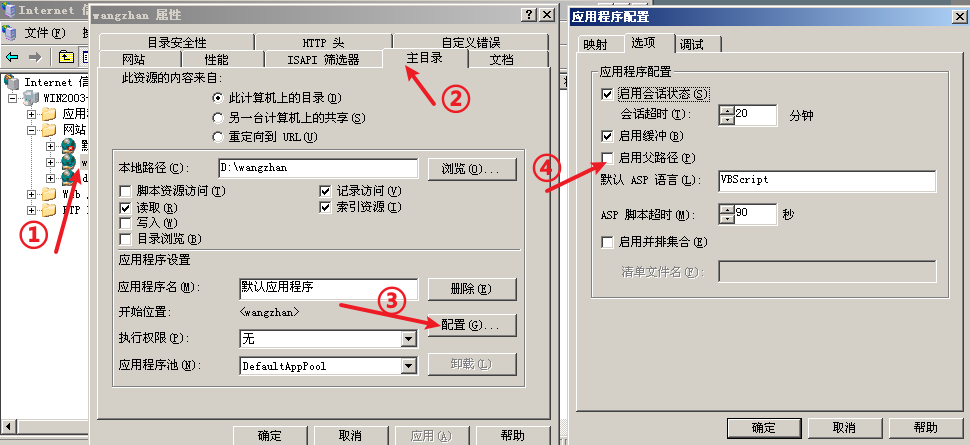 Internet 信
文件(F)
Internet 信
WIN2003-
应用
网站
默
w
d
Web
FTP
①
wangzhan 属性
目录安全性 HTTP 头 自定义错误
网站 性能 ISAPI 筛选器 主目录 文档
②
此资源的内容来自:
此计算机上的目录(D)
另一台计算机上的共享(S)
重定向到 URL(U)
本地路径(C): D:\wangzhan 浏览(O)...
脚本资源访问(T) 记录访问(V)
读取(R) 索引资源(I)
写入(W)
目录浏览(B)
应用程序设置
应用程序名(M): 默认应用程序 删除(E)
③
开始位置: <wangzhan>
配置(G)...
执行权限(P): 无
应用程序池(N): DefaultAppPool 卸载(L)
确定 取消 应用(A) 帮助
应用程序配置
映射 选项 调试
应用程序配置
启用会话状态(S)
会话超时(T): 20 分钟
启用缓冲(B)
④
启用父路径(P)
默认 ASP 语言(L): VBScript
ASP 脚本超时(M): 90 秒
启用并排集合(E)
清单文件名(F):
确定 取消 帮助